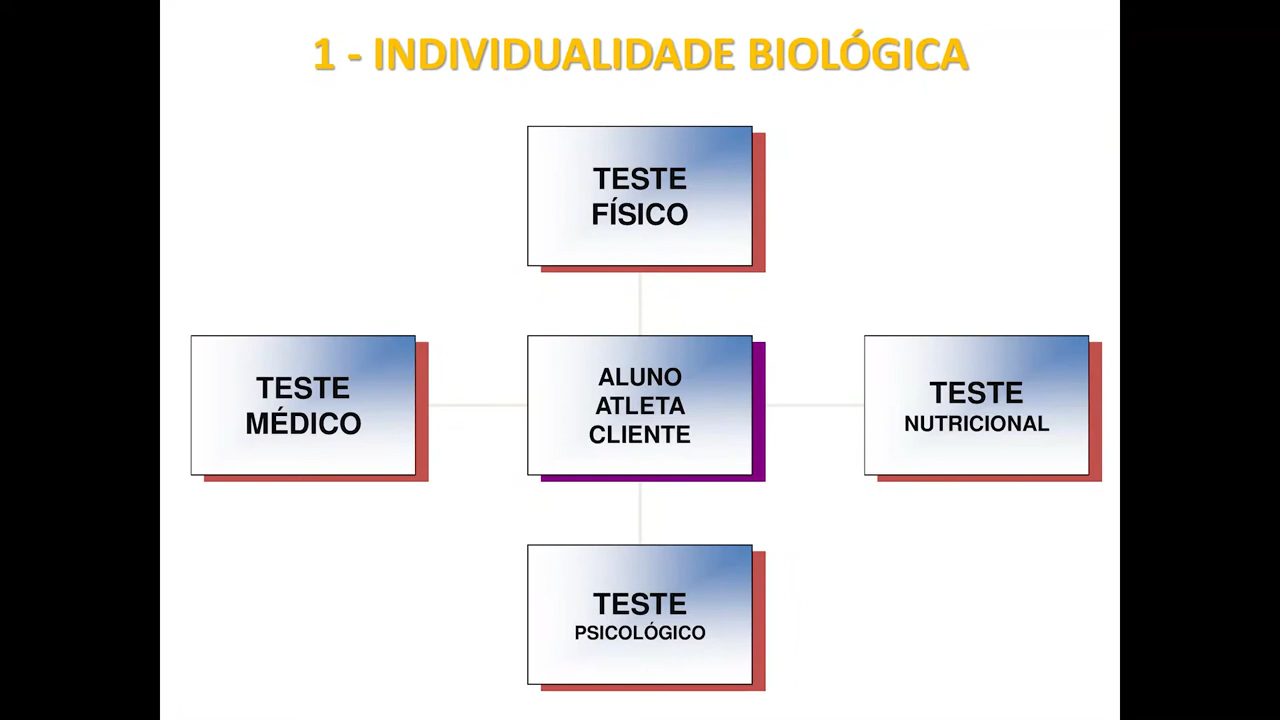 1 - INDIVIDUALIDADE BIOLÓGICA
TESTE
FÍSICO
TESTE
MÉDICO
ALUNO
ATLETA
CLIENTE
TESTE
NUTRICIONAL
TESTE
PSICOLÓGICO